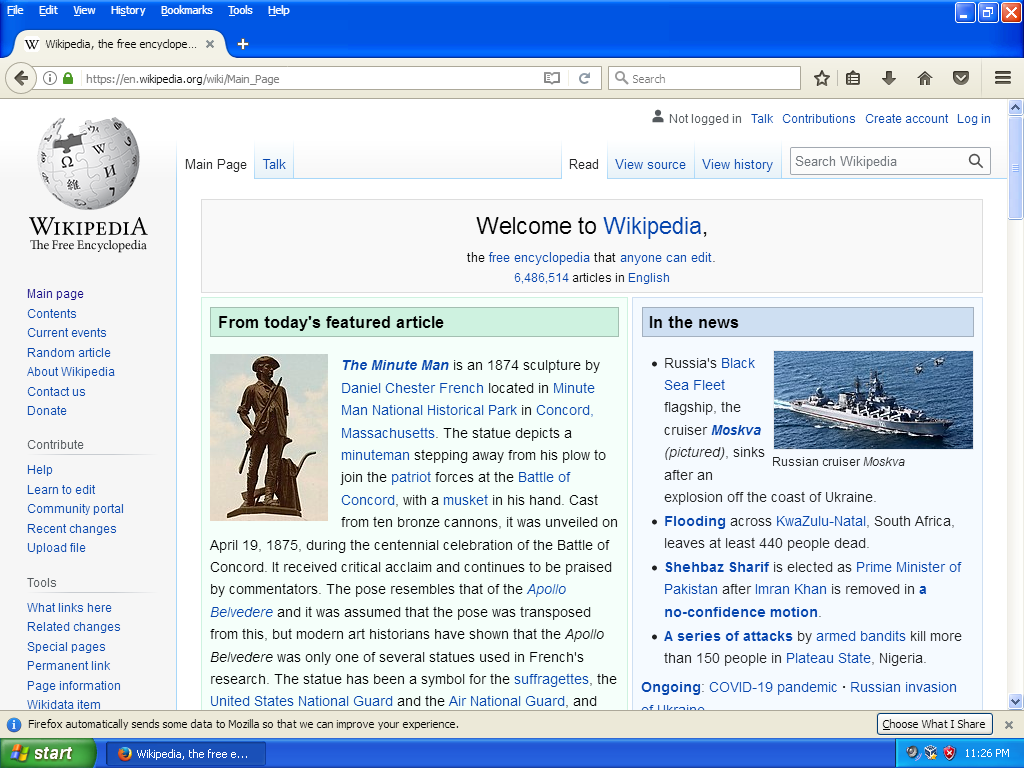 File Edit View History Bookmarks Tools Help
W Wikipedia, the free encyclope...
https://en.wikipedia.org/wiki/Main_Page
Search
Not logged in Talk Contributions Create account Log in
Main Page Talk Read View source View history Search Wikipedia
Ω W 維 И
WIKIPEDIA
The Free Encyclopedia
Main page
Contents
Current events
Random article
About Wikipedia
Contact us
Donate
Contribute
Help
Learn to edit
Community portal
Recent changes
Upload file
Tools
What links here
Related changes
Special pages
Permanent link
Page information
Wikidata item
Welcome to Wikipedia,
the free encyclopedia that anyone can edit.
6,486,514 articles in English
From today's featured article
The Minute Man is an 1874 sculpture by
Daniel Chester French located in Minute
Man National Historical Park in Concord,
Massachusetts. The statue depicts a
minuteman stepping away from his plow to
join the patriot forces at the Battle of
Concord, with a musket in his hand. Cast
from ten bronze cannons, it was unveiled on
April 19, 1875, during the centennial celebration of the Battle of
Concord. It received critical acclaim and continues to be praised
by commentators. The pose resembles that of the Apollo
Belvedere and it was assumed that the pose was transposed
from this, but modern art historians have shown that the Apollo
Belvedere was only one of several statues used in French's
research. The statue has been a symbol for the suffragettes, the
United States National Guard and the Air National Guard, and
In the news
• Russia's Black
Sea Fleet
flagship, the
cruiser Moskva
(pictured), sinks
after an
explosion off the coast of Ukraine.
Russian cruiser Moskva
• Flooding across KwaZulu-Natal, South Africa,
leaves at least 440 people dead.
• Shehbaz Sharif is elected as Prime Minister of
Pakistan after Imran Khan is removed in a
no-confidence motion.
• A series of attacks by armed bandits kill more
than 150 people in Plateau State, Nigeria.
Ongoing: COVID-19 pandemic · Russian invasion
of Ukraine
Firefox automatically sends some data to Mozilla so that we can improve your experience.
Choose What I Share
start
Wikipedia, the free e...
11:26 PM